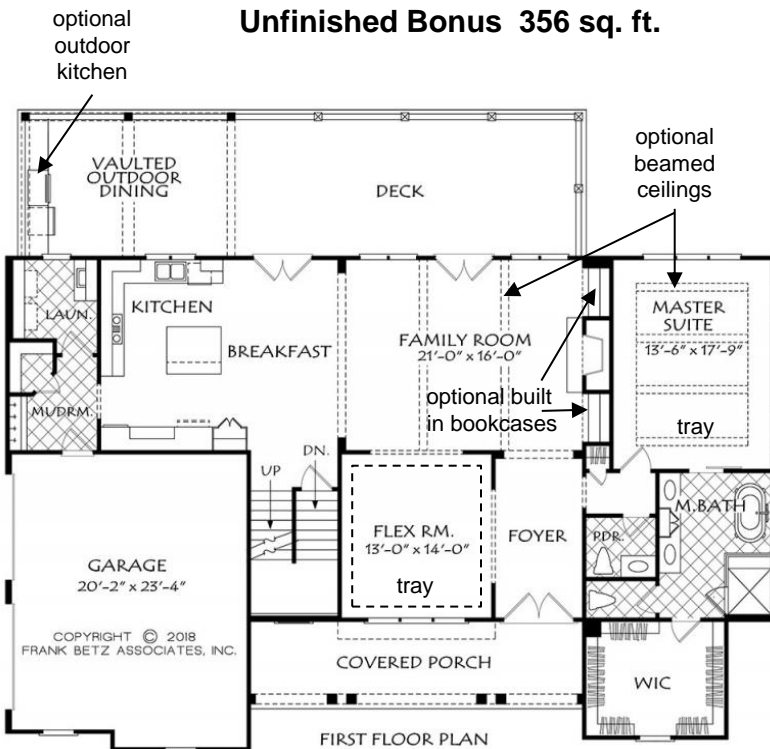 Unfinished Bonus 356 sq. ft.
optional
outdoor
kitchen
VAULTED
OUTDOOR
DINING
DECK
optional
beamed
ceilings
LAUN.
KITCHEN
BREAKFAST
FAMILY ROOM
21'-0" x 16'-0"
MASTER
SUITE
13'-6" x 17'-9"
tray
optional built
in bookcases
MUDRM.
UP
DN.
FLEX RM.
13'-0" x 14'-0"
tray
FOYER
PDR.
M.BATH
GARAGE
20'-2" x 23'-4"
COPYRIGHT © 2018
FRANK BETZ ASSOCIATES, INC.
COVERED PORCH
WIC
FIRST FLOOR PLAN